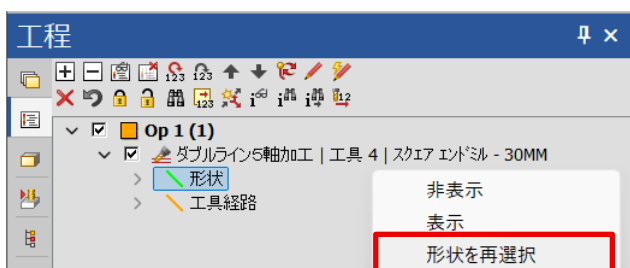 工程
Op 1 (1)
ダブルライン5軸加工 | 工具 4 | スクエア エンドミル - 30MM
形状
工具経路
非表示
表示
形状を再選択